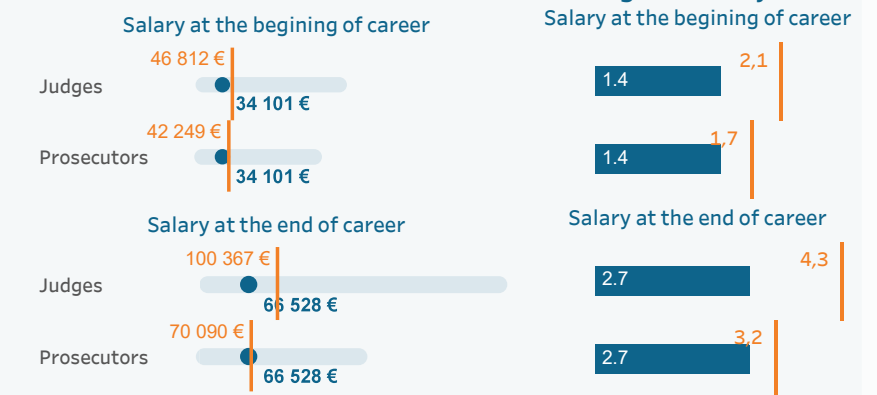 Salary at the begining of career
46 812 €
Judges
34 101 €
42 249 €
Prosecutors
34 101 €
Salary at the end of career
100 367 €
Judges
66 528 €
70 090 €
Prosecutors
66 528 €
Salary at the begining of career
2,1
1.4
1,7
1.4
Salary at the end of career
4,3
2.7
3,2
2.7